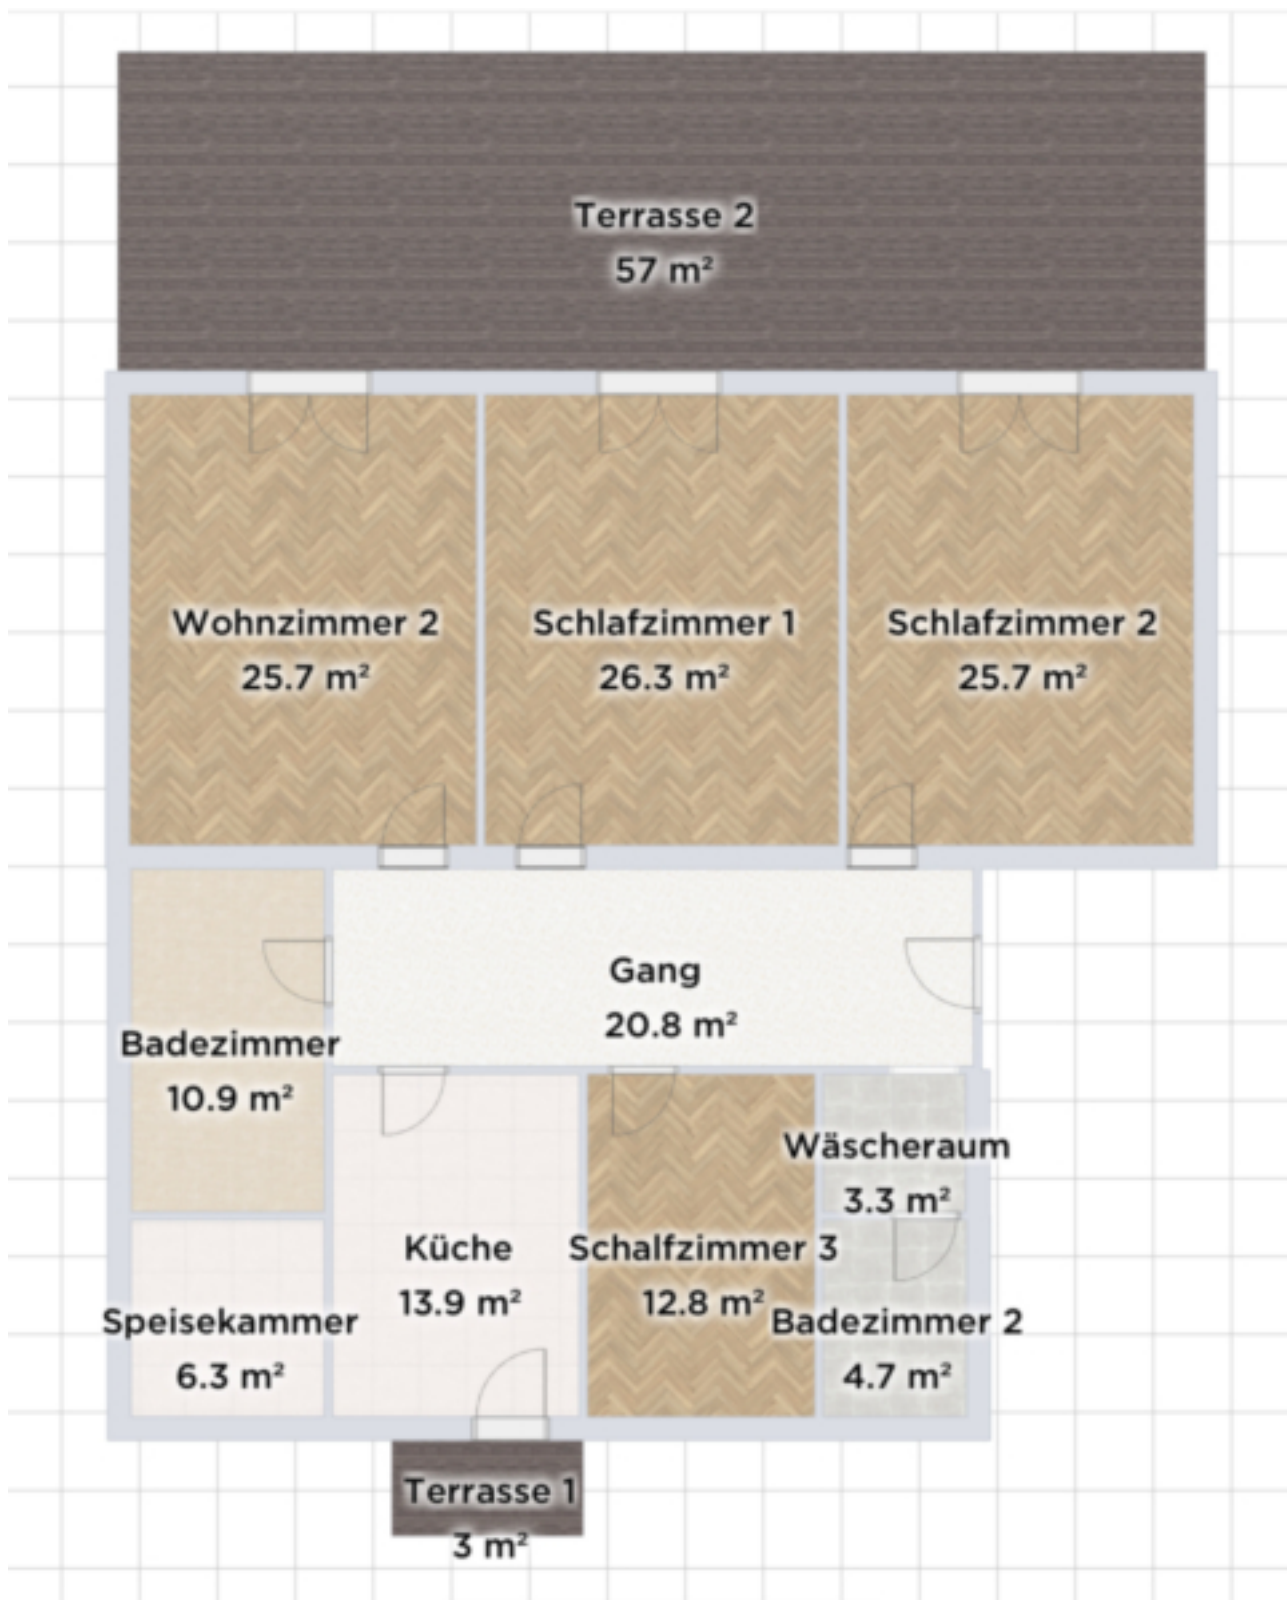 Terrasse 2
57 m²
Wohnzimmer 2
25.7 m²
Schlafzimmer 1
26.3 m²
Schlafzimmer 2
25.7 m²
Gang
20.8 m²
Badezimmer
10.9 m²
Wäscheraum
3.3 m²
Küche
13.9 m²
Schalfzimmer 3
12.8 m²
Speisekammer
6.3 m²
Badezimmer 2
4.7 m²
Terrasse 1
3 m²